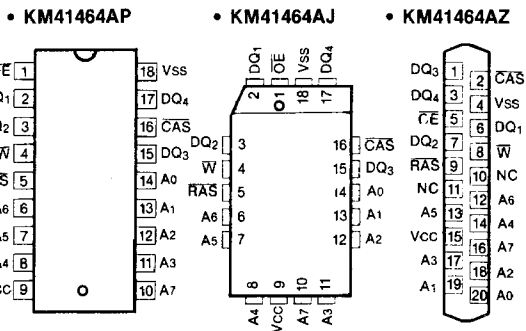 • KM41464AP
• KM41464AJ
• KM41464AZ
E 1
18 VSS
Q1 2
17 DQ4
Q2 3
16 CAS
W 4
15 DQ3
S 5
14 A0
A6 6
13 A1
A5 7
12 A2
A4 8
11 A3
CC 9
10 A7
DQ1 OE VSS DQ4
2 1 18 17
DQ2 3
16 CAS
W 4
15 DQ3
RAS 5
14 A0
A6 6
13 A1
A5 7
12 A2
8 9 10 11
A4 VCC A7 A3
DQ3 1
2 CAS
DQ4 3
4 VSS
CE 5
6 DQ1
DQ2 7
8 W
RAS 9
10 NC
NC 11
12 A6
A5 13
14 A4
VCC 15
16 A7
A3 17
18 A2
A1 19
20 A0